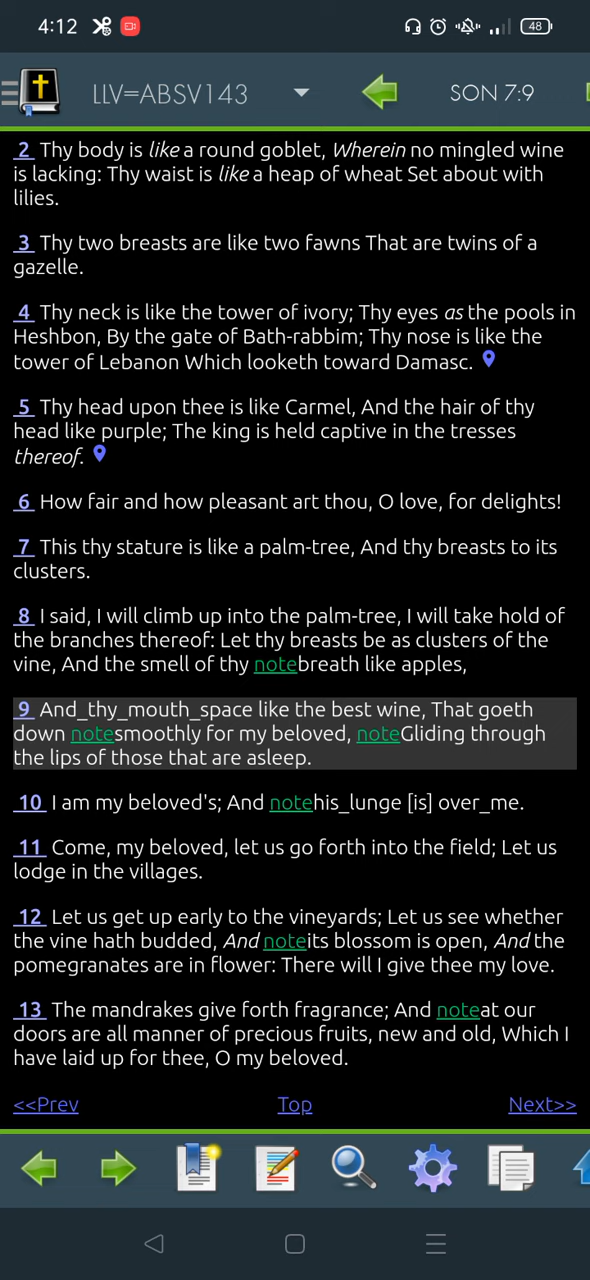 4:12 48
LLV=ABSV143 SON 7:9
2 Thy body is like a round goblet, Wherein no mingled wine
is lacking: Thy waist is like a heap of wheat Set about with
lilies.
3 Thy two breasts are like two fawns That are twins of a
gazelle.
4 Thy neck is like the tower of ivory; Thy eyes as the pools in
Heshbon, By the gate of Bath-rabbim; Thy nose is like the
tower of Lebanon Which looketh toward Damasc.
5 Thy head upon thee is like Carmel, And the hair of thy
head like purple; The king is held captive in the tresses
thereof.
6 How fair and how pleasant art thou, O love, for delights!
7 This thy stature is like a palm-tree, And thy breasts to its
clusters.
8 I said, I will climb up into the palm-tree, I will take hold of
the branches thereof: Let thy breasts be as clusters of the
vine, And the smell of thy notebreath like apples,
9 And_thy_mouth_space like the best wine, That goeth
down notesmoothly for my beloved, noteGliding through
the lips of those that are asleep.
10 I am my beloved's; And notehis_lunge [is] over_me.
11 Come, my beloved, let us go forth into the field; Let us
lodge in the villages.
12 Let us get up early to the vineyards; Let us see whether
the vine hath budded, And noteits blossom is open, And the
pomegranates are in flower: There will I give thee my love.
13 The mandrakes give forth fragrance; And noteat our
doors are all manner of precious fruits, new and old, Which I
have laid up for thee, O my beloved.
<<Prev Top Next>>